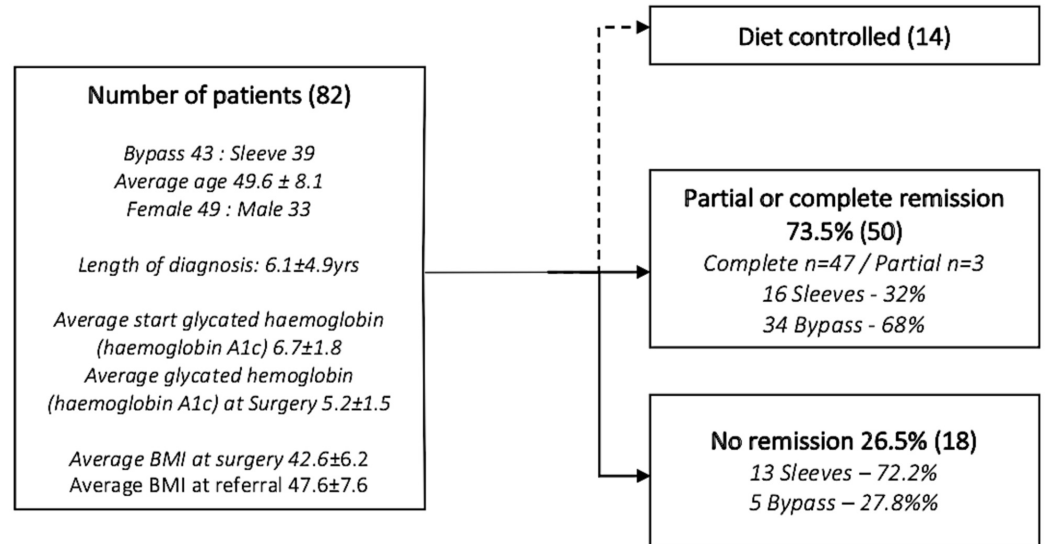 Number of patients (82)
Bypass 43 : Sleeve 39
Average age 49.6 ± 8.1
Female 49 : Male 33
Length of diagnosis: 6.1±4.9yrs
Average start glycated haemoglobin
(haemoglobin A1c) 6.7±1.8
Average glycated hemoglobin
(haemoglobin A1c) at Surgery 5.2±1.5
Average BMI at surgery 42.6±6.2
Average BMI at referral 47.6±7.6
Diet controlled (14)
Partial or complete remission
73.5% (50)
Complete n=47 / Partial n=3
16 Sleeves - 32%
34 Bypass - 68%
No remission 26.5% (18)
13 Sleeves – 72.2%
5 Bypass – 27.8%%